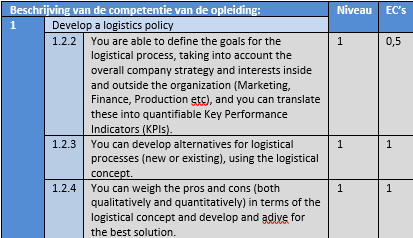 Beschrijving van de competentie van de opleiding: Niveau EC's
1 Develop a logistics policy
1.2.2 You are able to define the goals for the 1 0,5
logistical process, taking into account the
overall company strategy and interests inside
and outside the organization (Marketing,
Finance, Production etc), and you can translate
these into quantifiable Key Performance
Indicators (KPIs).
1.2.3 You can develop alternatives for logistical 1 1
processes (new or existing), using the logistical
concept.
1.2.4 You can weigh the pros and cons (both 1 1
qualitatively and quantitatively) in terms of the
logistical concept and develop and adive for
the best solution.